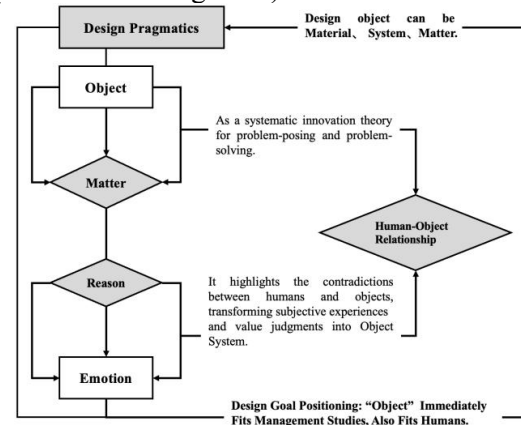 Design Pragmatics
Design object can be
Material、 System、Matter.
Object
As a systematic innovation theory
for problem-posing and problem-
solving.
Matter
Human-Object
Relationship
Reason
It highlights the contradictions
between humans and objects,
transforming subjective experiences
and value judgments into Object
System.
Emotion
Design Goal Positioning: “Object” Immediately
Fits Management Studies, Also Fits Humans.